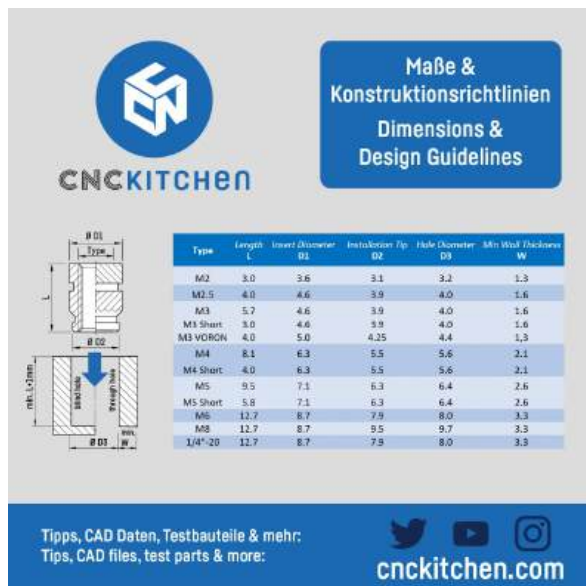 Maße &
Konstruktionsrichtlinien
Dimensions &
Design Guidelines
CNCKITCHEN
Ø D1
Type
L
Ø D2
min. L+1mm
blind hole
through hole
Ø D3
min.
W
Type Length L Insert Diameter D1 Installation Tip D2 Hole Diameter D3 Min Wall Thickness W
M2 3.0 3.6 3.1 3.2 1.3
M2.5 4.0 4.6 3.9 4.0 1.6
M3 5.7 4.6 3.9 4.0 1.6
M3 Short 3.0 4.6 3.9 4.0 1.6
M3 VORON 4.0 5.0 4.25 4.4 1,3
M4 8.1 6.3 5.5 5.6 2.1
M4 Short 4.0 6.3 5.5 5.6 2.1
M5 9.5 7.1 6.3 6.4 2.6
M5 Short 5.8 7.1 6.3 6.4 2.6
M6 12.7 8.7 7.9 8.0 3.3
M8 12.7 8.7 9.5 9.7 3.3
1/4"-20 12.7 8.7 7.9 8.0 3.3
Tipps, CAD Daten, Testbauteile & mehr:
Tips, CAD files, test parts & more:
cnckitchen.com